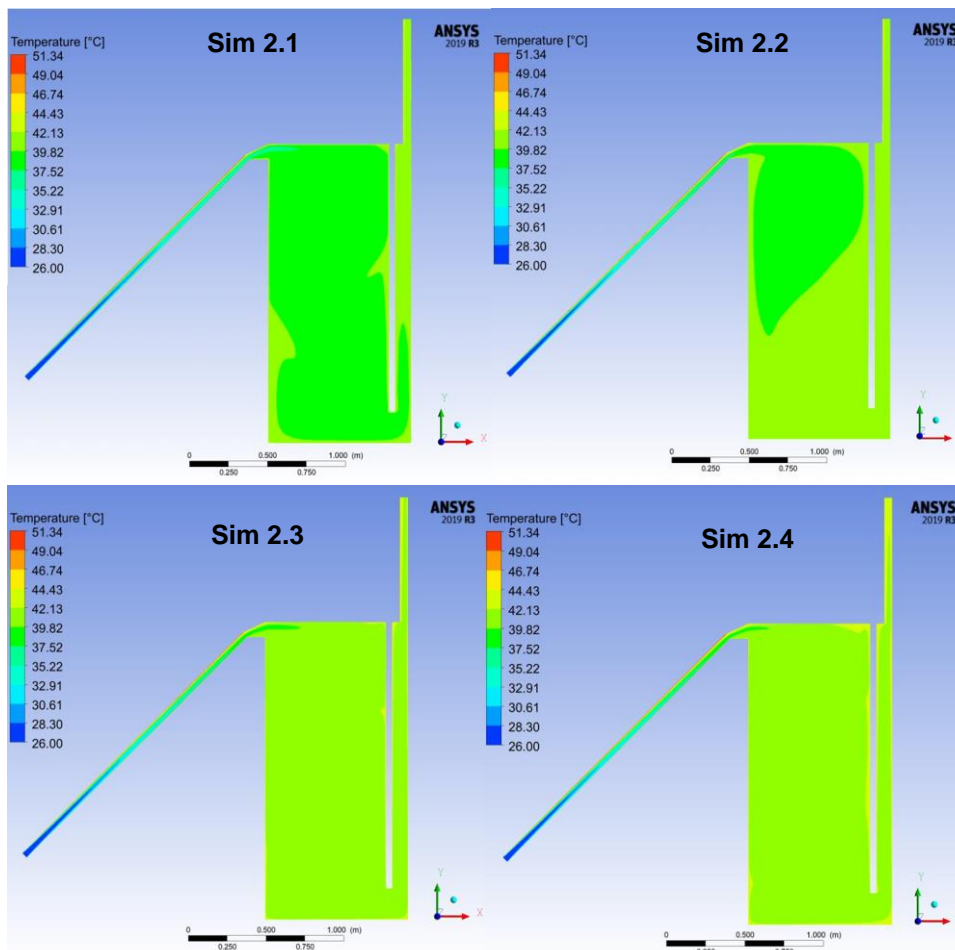 Temperature [°C]
Sim 2.1
ANSYS
2019 R3
51.34
49.04
46.74
44.43
42.13
39.82
37.52
35.22
32.91
30.61
28.30
26.00
Y
X
0 0.500 1.000 (m)
0.250 0.750
Temperature [°C]
Sim 2.2
ANSYS
2019 R3
51.34
49.04
46.74
44.43
42.13
39.82
37.52
35.22
32.91
30.61
28.30
26.00
Y
X
0 0.500 1.000 (m)
0.250 0.750
Temperature [°C]
Sim 2.3
ANSYS
2019 R3
51.34
49.04
46.74
44.43
42.13
39.82
37.52
35.22
32.91
30.61
28.30
26.00
Y
X
0 0.500 1.000 (m)
0.250 0.750
Temperature [°C]
Sim 2.4
ANSYS
2019 R3
51.34
49.04
46.74
44.43
42.13
39.82
37.52
35.22
32.91
30.61
28.30
26.00
Y
X
0 0.500 1.000 (m)
0.250 0.750